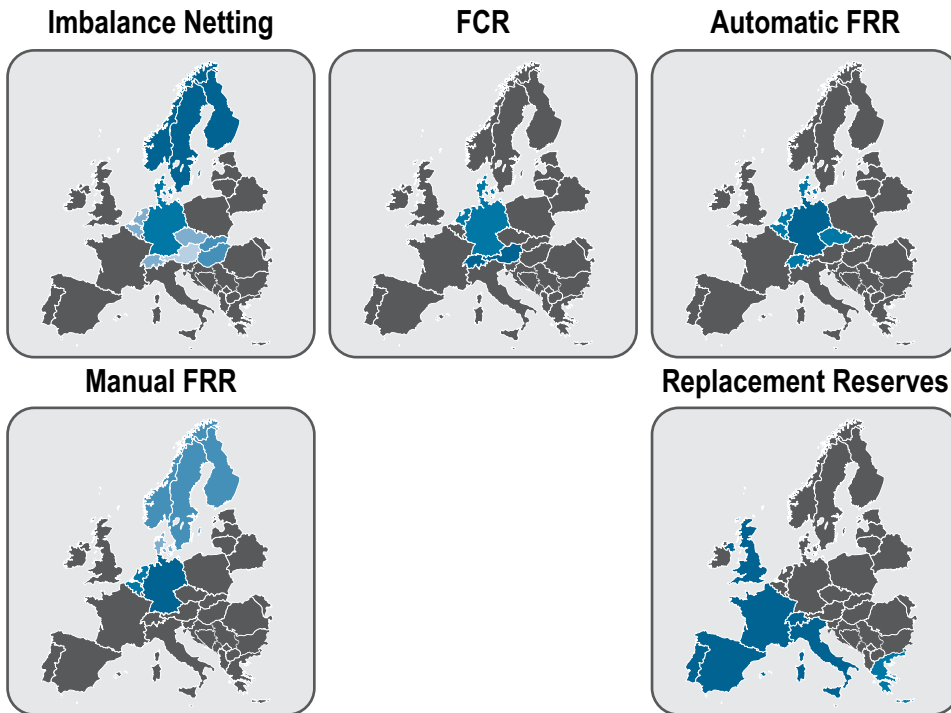 Imbalance Netting
FCR
Automatic FRR
Manual FRR
Replacement Reserves